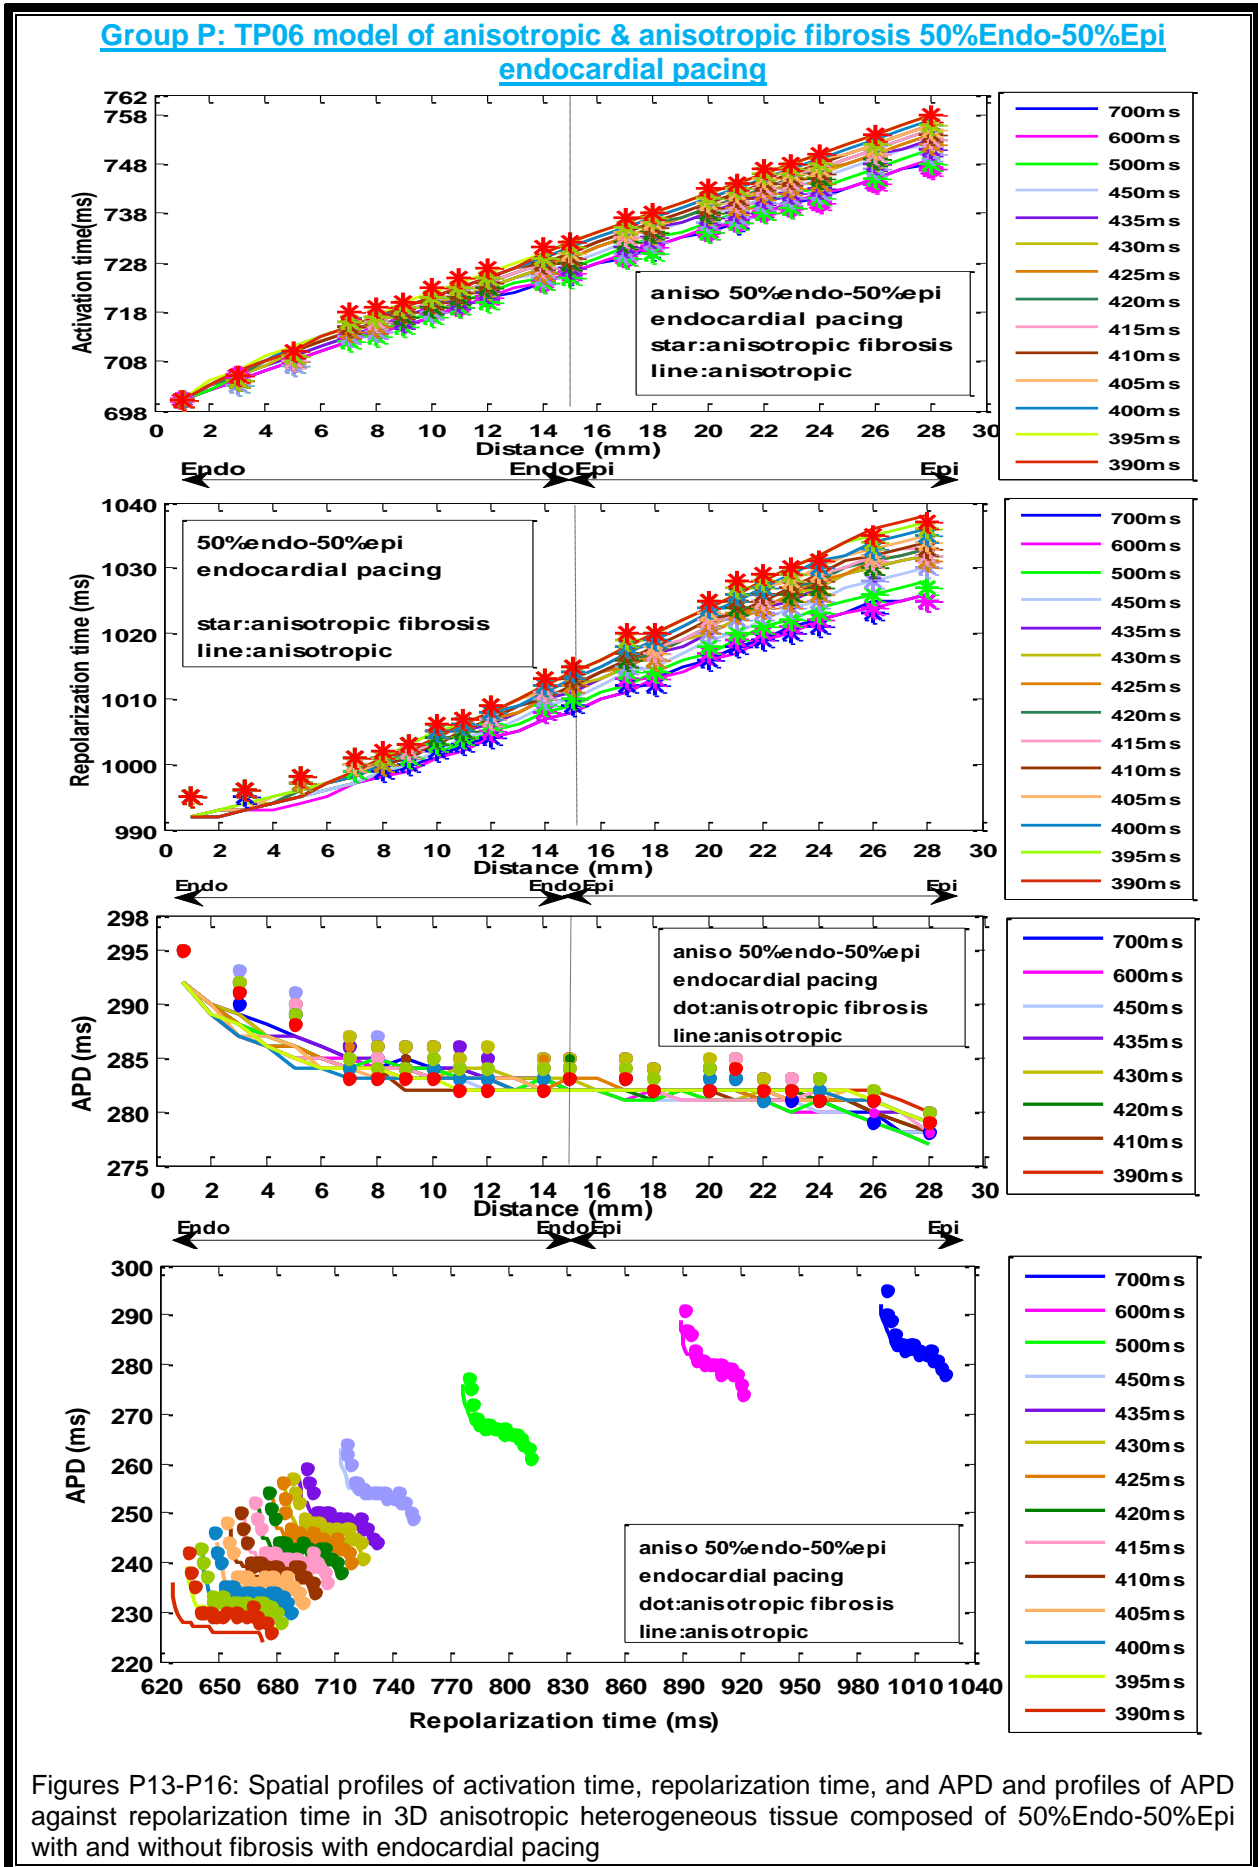 Group P: TP06 model of anisotropic & anisotropic fibrosis 50%Endo-50%Epi
endocardial pacing
Activation time(ms)
762
758
748
738
728
718
708
698
0 2 4 6 8 10 12 14 16 18 20 22 24 26 28 30
Distance (mm)
aniso 50%endo-50%epi
endocardial pacing
star:anisotropic fibrosis
line:anisotropic
700ms
600ms
500ms
450ms
435ms
430ms
425ms
420ms
415ms
410ms
405ms
400ms
395ms
390ms
Endo EndoEpi Epi
Repolarization time (ms)
1040
1030
1020
1010
1000
990
0 2 4 6 8 10 12 14 16 18 20 22 24 26 28 30
Distance (mm)
50%endo-50%epi
endocardial pacing
star:anisotropic fibrosis
line:anisotropic
700ms
600ms
500ms
450ms
435ms
430ms
425ms
420ms
415ms
410ms
405ms
400ms
395ms
390ms
Endo EndoEpi Epi
APD (ms)
298
295
290
285
280
275
0 2 4 6 8 10 12 14 16 18 20 22 24 26 28 30
Distance (mm)
aniso 50%endo-50%epi
endocardial pacing
dot:anisotropic fibrosis
line:anisotropic
700ms
600ms
450ms
435ms
430ms
420ms
410ms
390ms
Endo EndoEpi Epi
APD (ms)
300
290
280
270
260
250
240
230
220
620 650 680 710 740 770 800 830 860 890 920 950 980 1010 1040
Repolarization time (ms)
aniso 50%endo-50%epi
endocardial pacing
dot:anisotropic fibrosis
line:anisotropic
700ms
600ms
500ms
450ms
435ms
430ms
425ms
420ms
415ms
410ms
405ms
400ms
395ms
390ms
Figures P13-P16: Spatial profiles of activation time, repolarization time, and APD and profiles of APD
against repolarization time in 3D anisotropic heterogeneous tissue composed of 50%Endo-50%Epi
with and without fibrosis with endocardial pacing